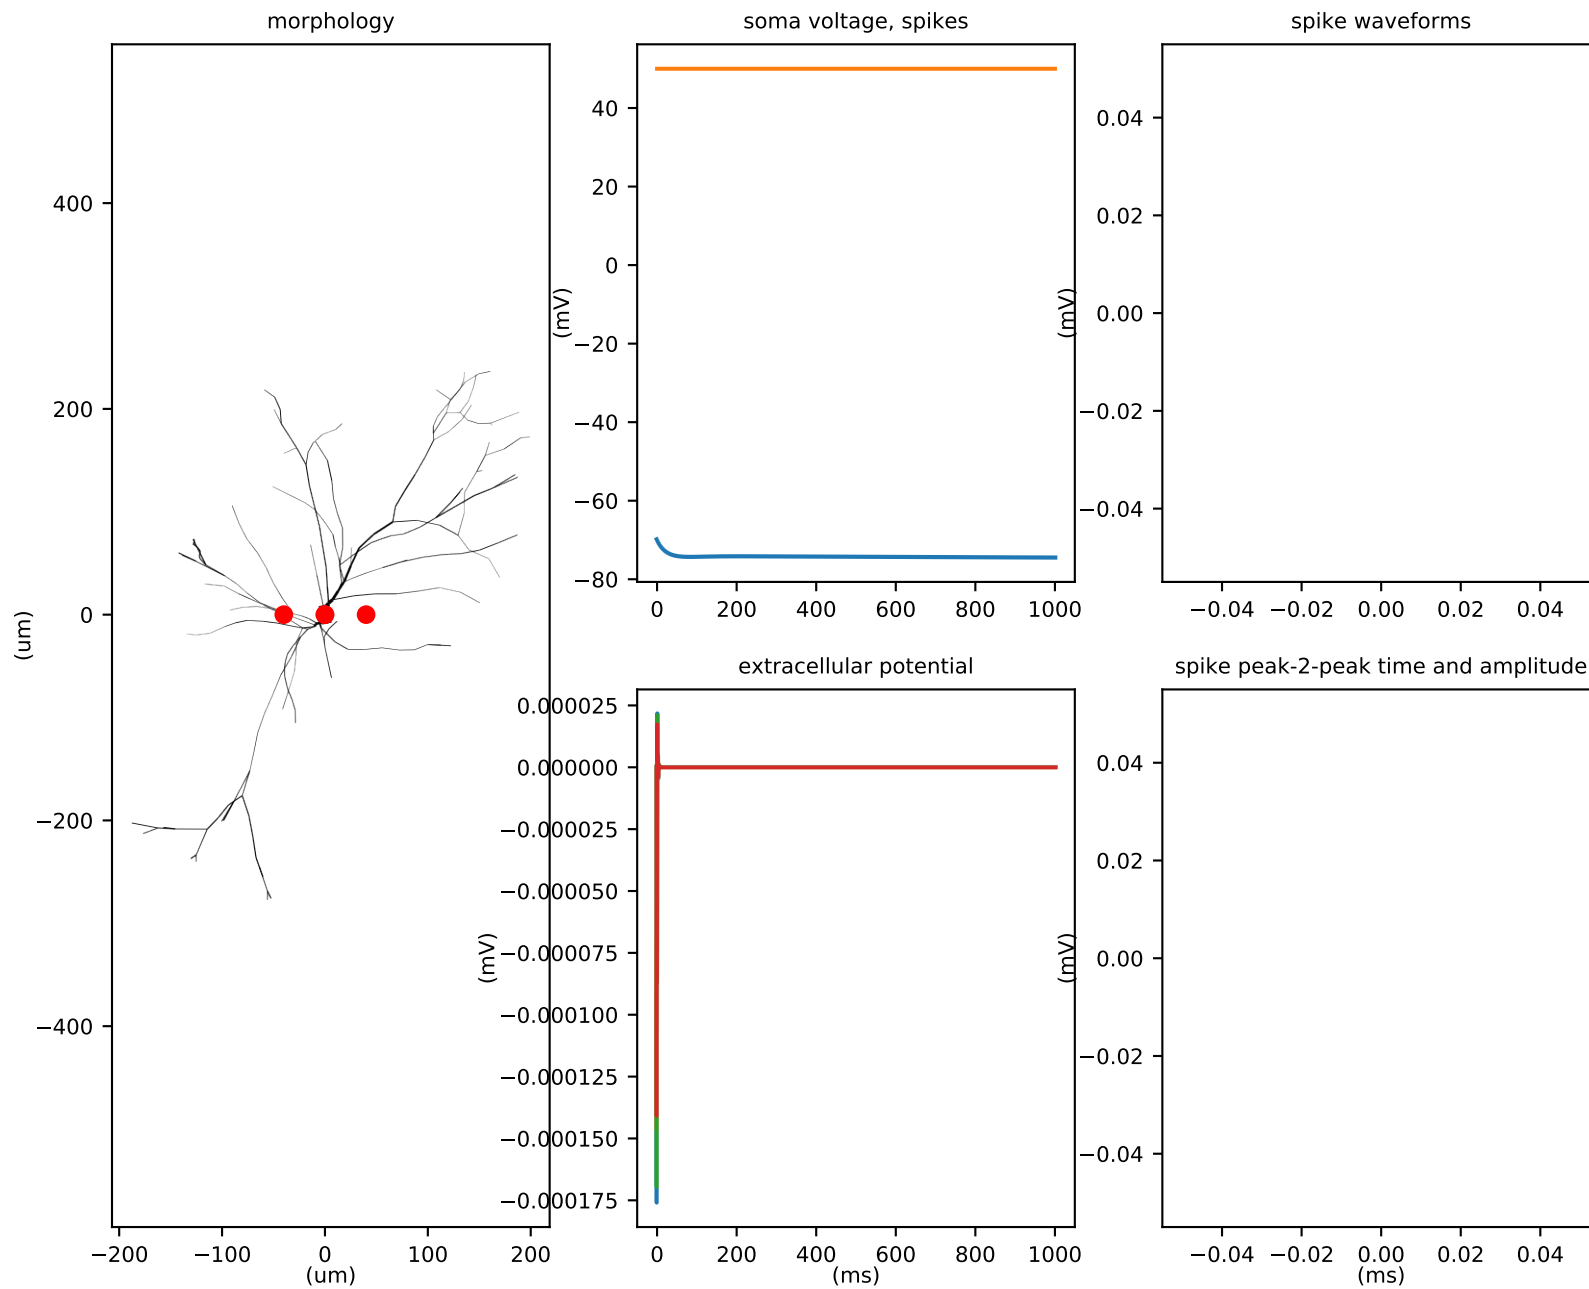 morphology
400
200
0
−200
−400
(um)
−200 −100 0 100 200
(um)
soma voltage, spikes
40
20
0
−20
−40
−60
−80
(mV)
0 200 400 600 800 1000
spike waveforms
0.04
0.02
0.00
−0.02
−0.04
(mV)
−0.04 −0.02 0.00 0.02 0.04
extracellular potential
0.000025
0.000000
−0.000025
−0.000050
−0.000075
−0.000100
−0.000125
−0.000150
−0.000175
(mV)
0 200 400 600 800 1000
(ms)
spike peak-2-peak time and amplitude
0.04
0.02
0.00
−0.02
−0.04
(mV)
−0.04 −0.02 0.00 0.02 0.04
(ms)